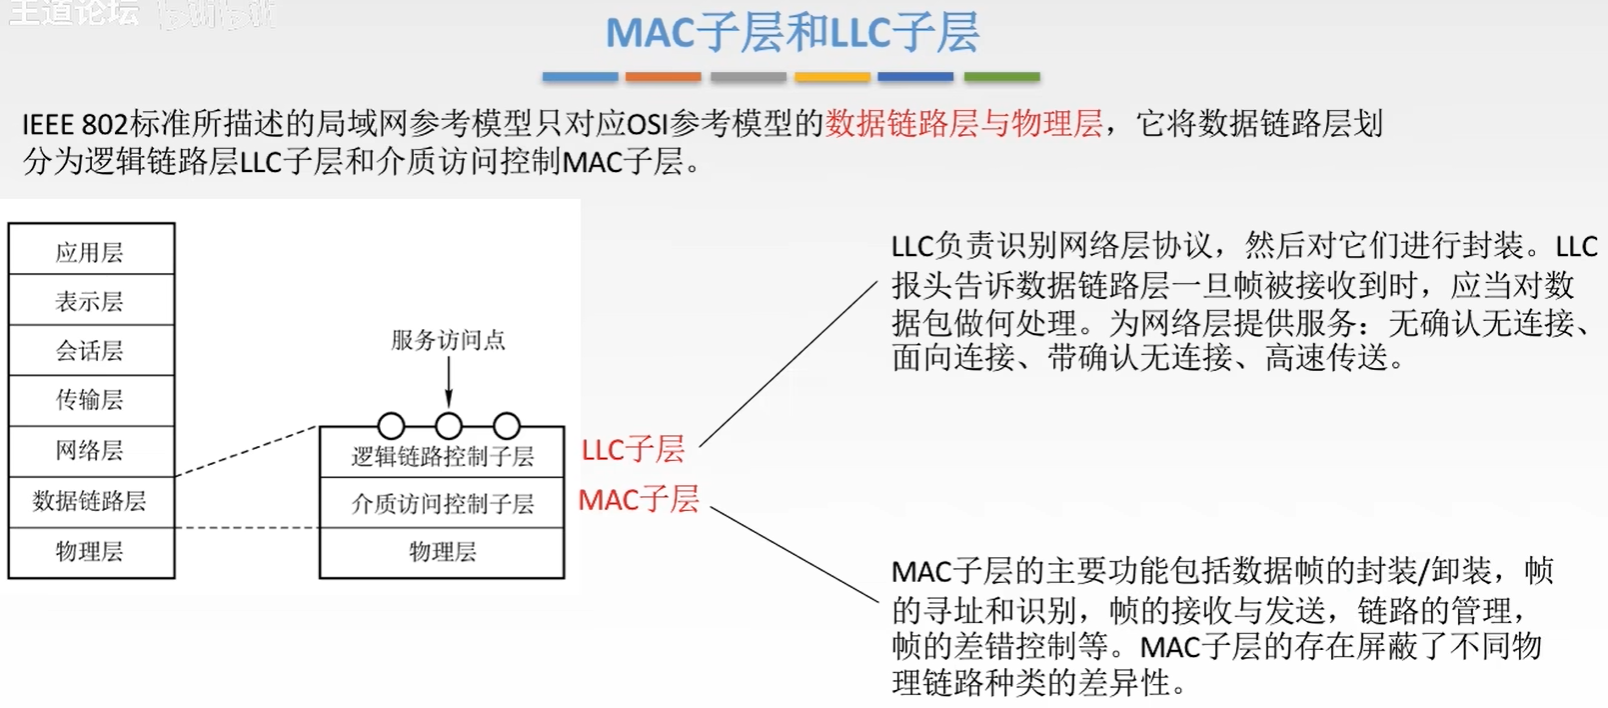 王道论坛 bilibili
MAC子层和LLC子层
IEEE 802标准所描述的局域网参考模型只对应OSI参考模型的数据链路层与物理层，它将数据链路层划
分为逻辑链路层LLC子层和介质访问控制MAC子层。
应用层
表示层
会话层
传输层
网络层
数据链路层
物理层
服务访问点
逻辑链路控制子层
介质访问控制子层
物理层
LLC子层
MAC子层
LLC负责识别网络层协议，然后对它们进行封装。LLC
报头告诉数据链路层一旦帧被接收到时，应当对数
据包做何处理。为网络层提供服务：无确认无连接、
面向连接、带确认无连接、高速传送。
MAC子层的主要功能包括数据帧的封装/卸装，帧
的寻址和识别，帧的接收与发送，链路的管理，
帧的差错控制等。MAC子层的存在屏蔽了不同物
理链路种类的差异性。